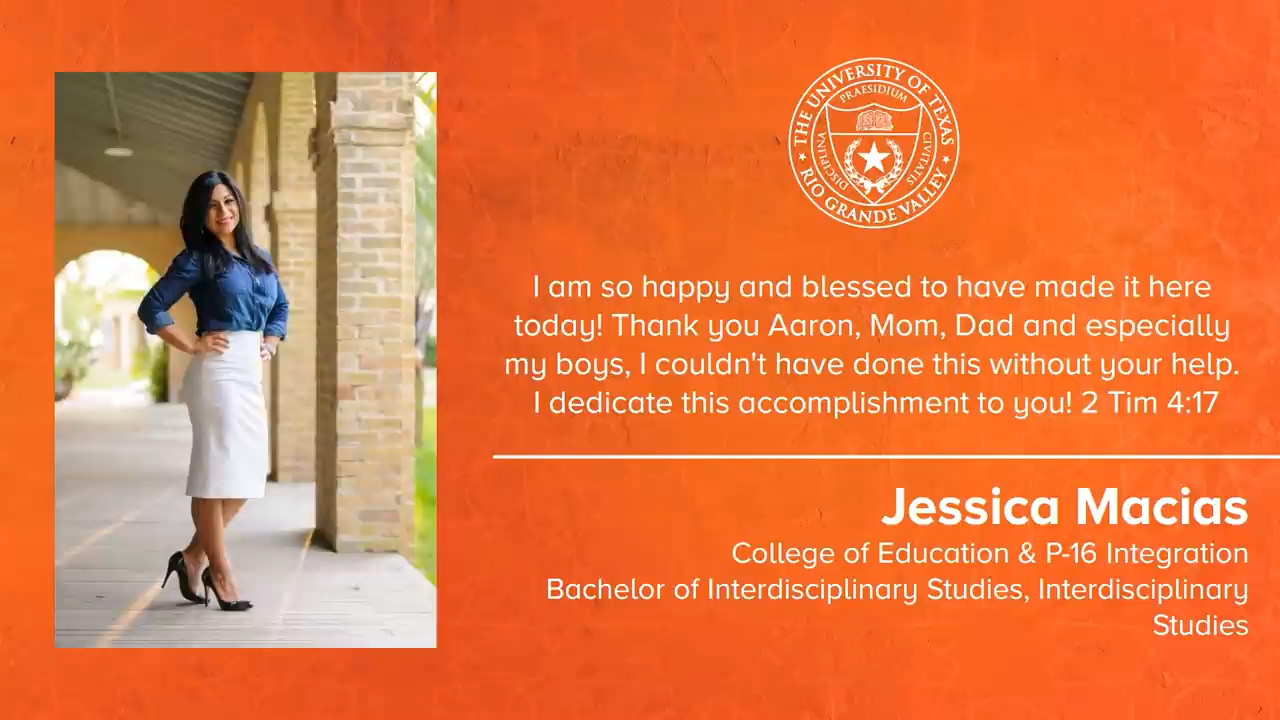 THE UNIVERSITY OF TEXAS
RIO GRANDE VALLEY
PRAESIDIUM
DISCIPLINA
CIVITATIS
I am so happy and blessed to have made it here
today! Thank you Aaron, Mom, Dad and especially
my boys, I couldn't have done this without your help.
I dedicate this accomplishment to you! 2 Tim 4:17
Jessica Macias
College of Education & P-16 Integration
Bachelor of Interdisciplinary Studies, Interdisciplinary
Studies